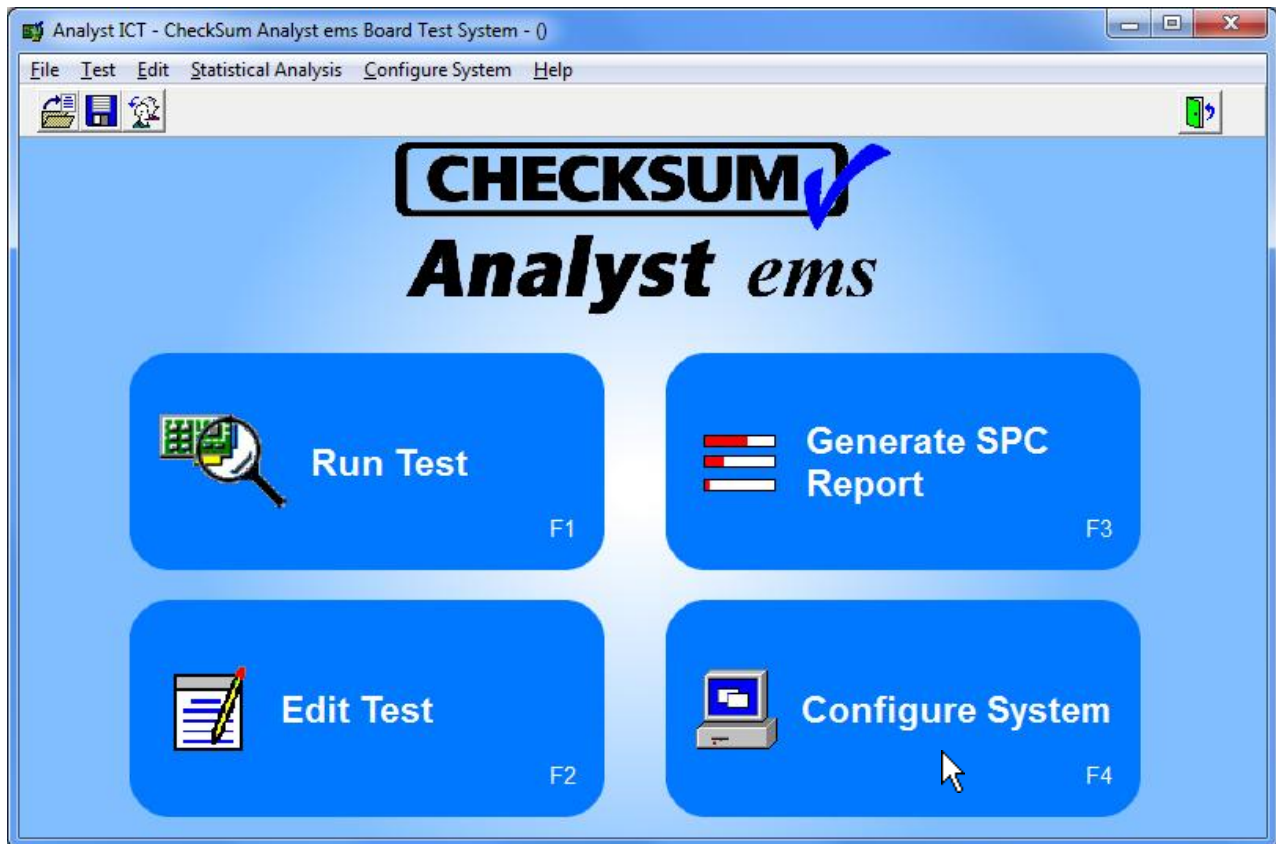 Analyst ICT - CheckSum Analyst ems Board Test System - ()
File Test Edit Statistical Analysis Configure System Help
CHECKSUM
Analyst ems
Run Test
F1
Generate SPC
Report
F3
Edit Test
F2
Configure System
F4